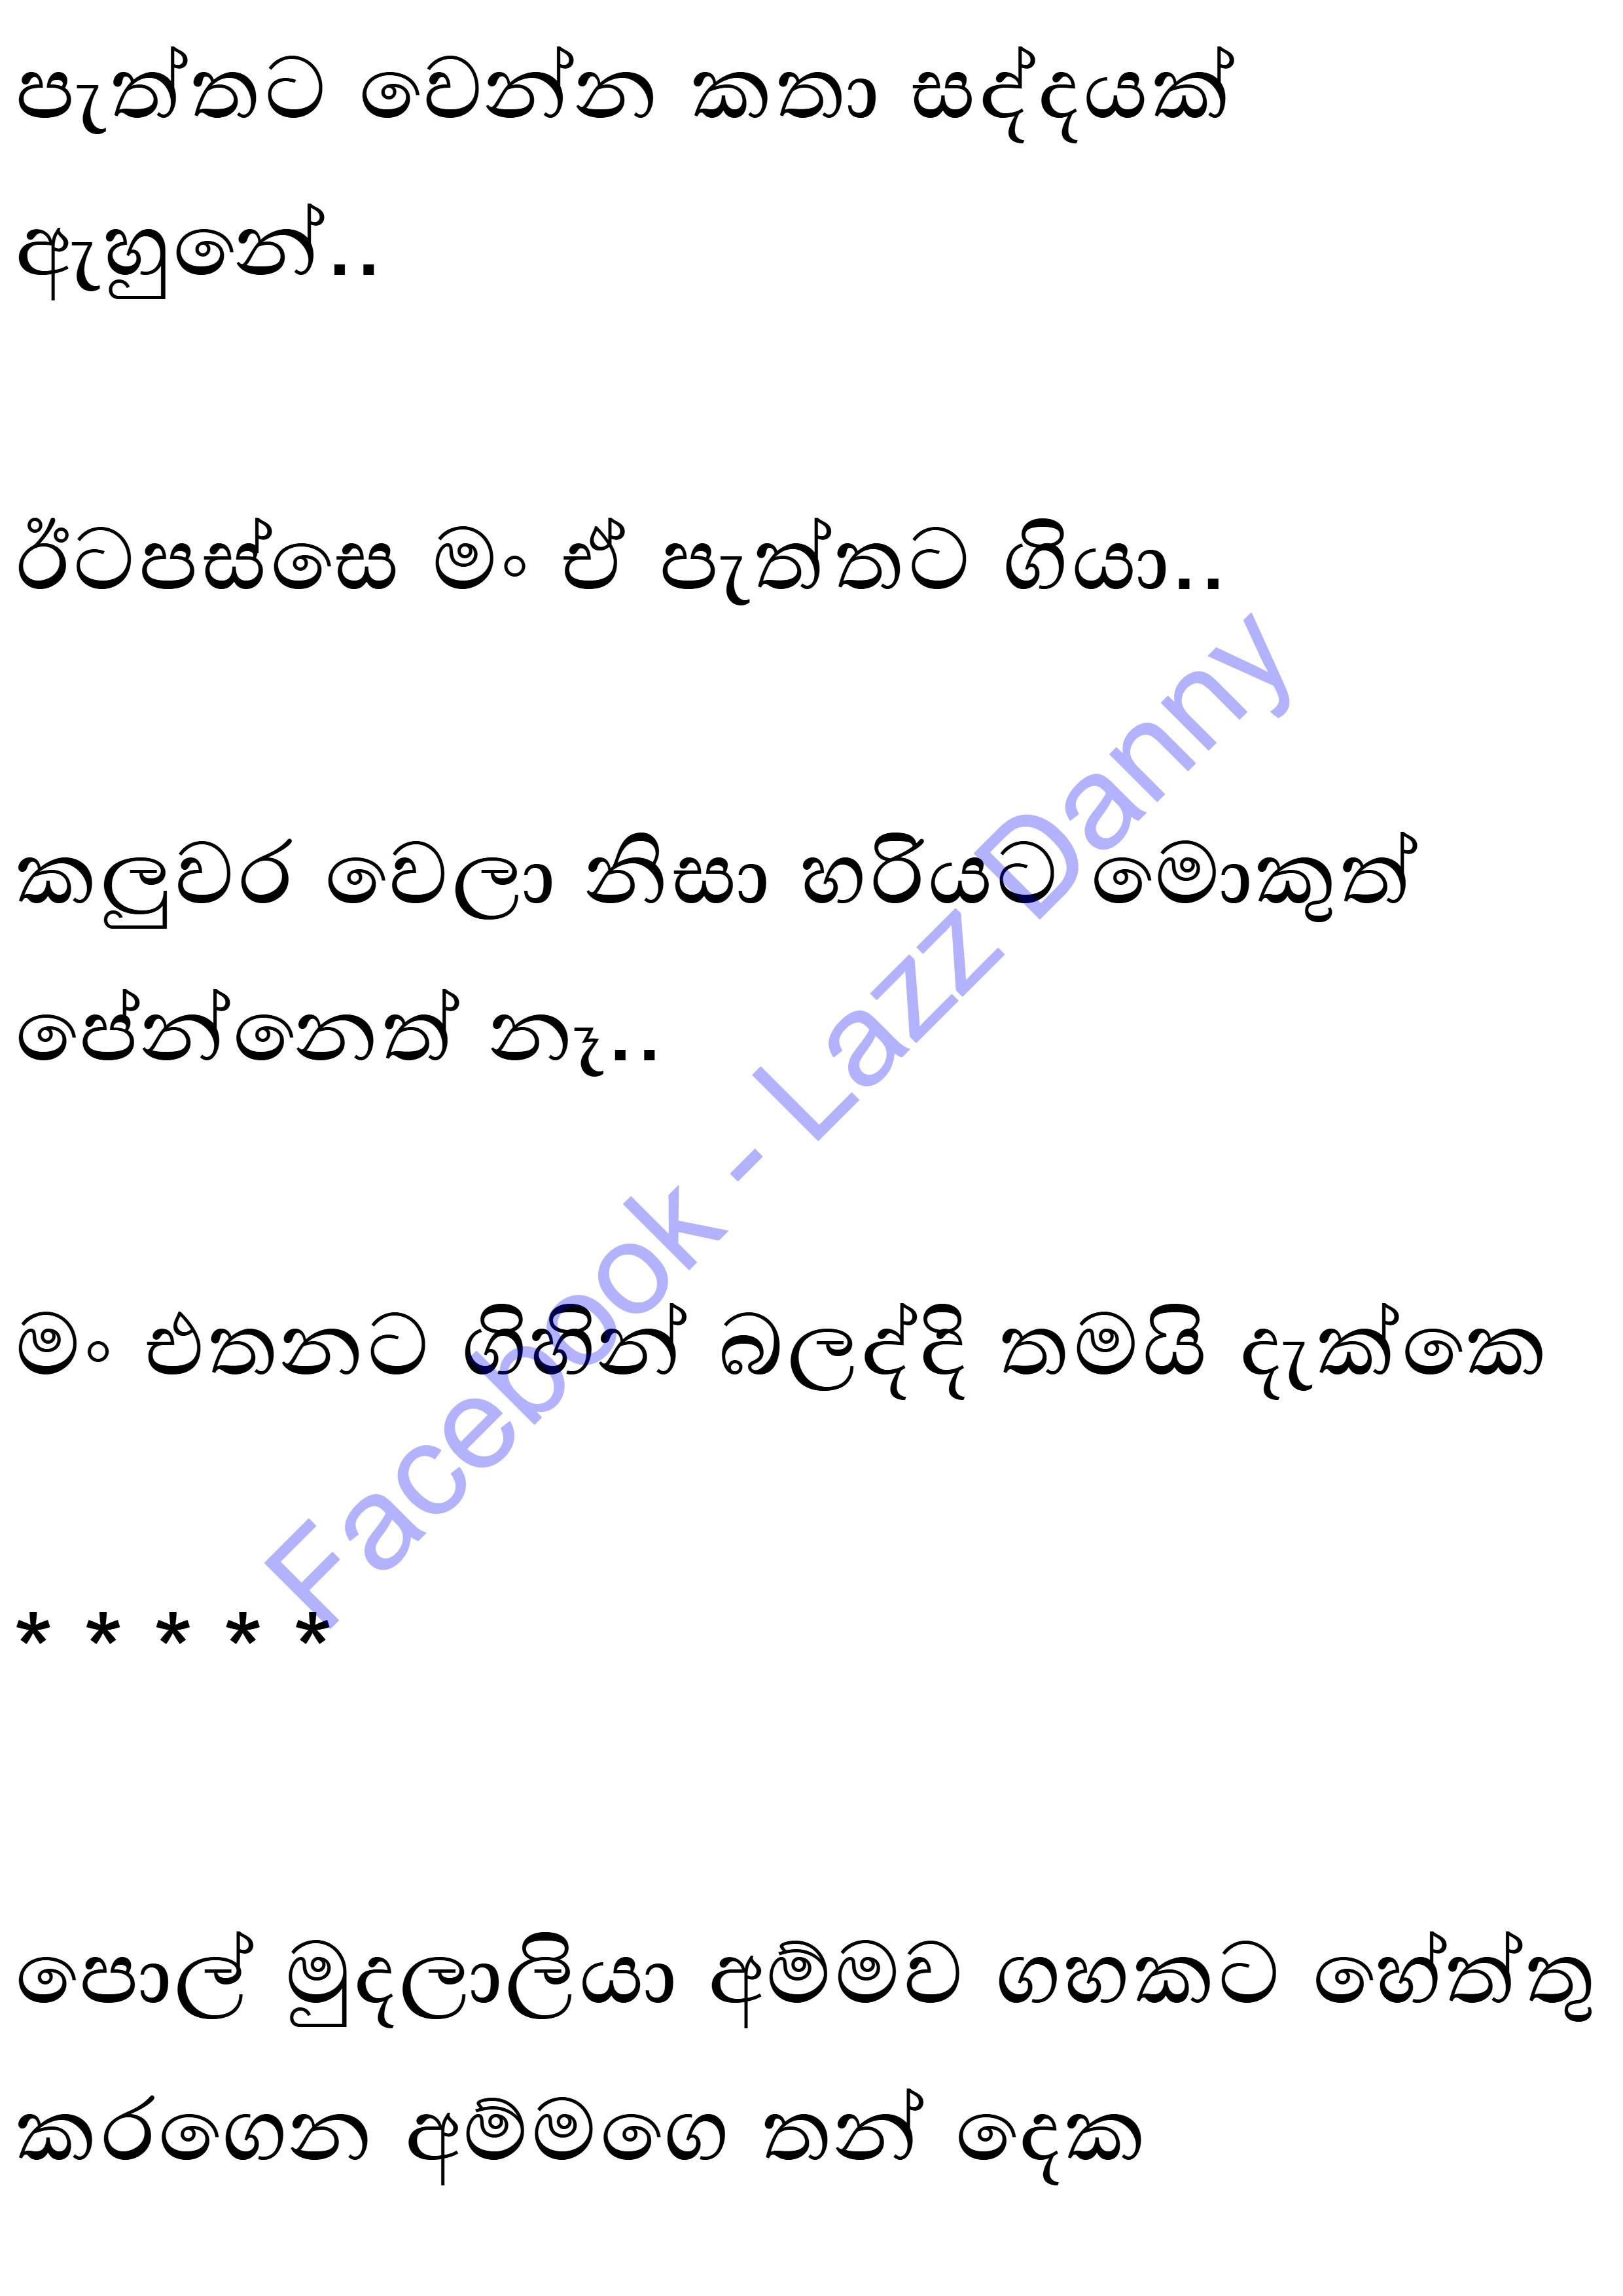 පැත්තට වෙන්න කතා සද්දයක්
ඇහුනේ..
ඊටපස්සෙ මං ඒ පැත්තට ගියා..
කලුවර වෙලා නිසා හරියට මොකුත්
පේන්නෙත් නෑ..
මං එතනට ගිහින් බලද්දි තමයි දැක්කෙ
* * * * *
පොල් මුදලාලියා අම්මව ගහකට හේත්තු
කරගෙන අම්මගෙ තන් දෙක
Facebook - Lazz Danny